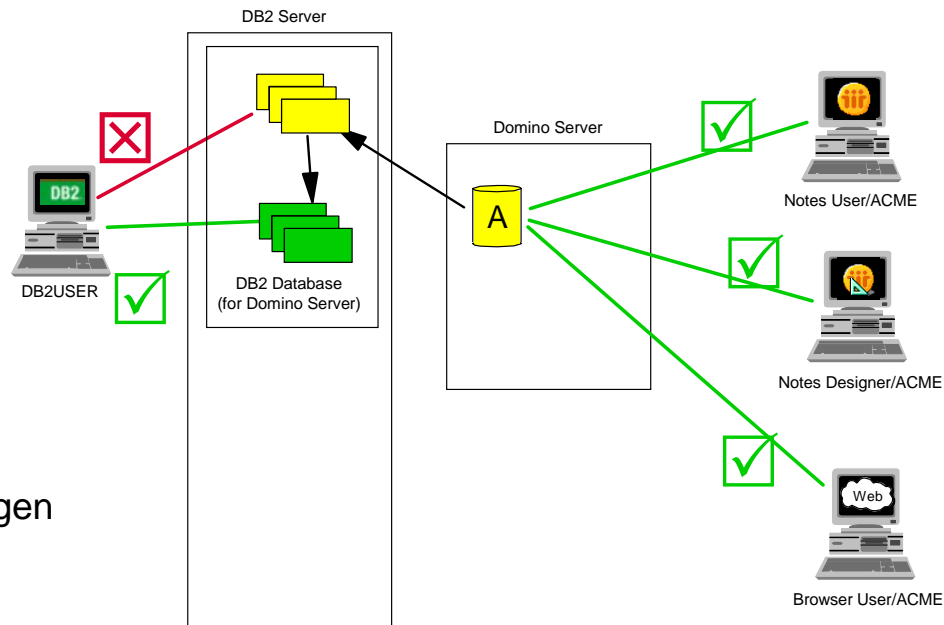 DB2 Server
Domino Server
DB2
DB2USER
A
DB2 Database
(for Domino Server)
Notes User/ACME
Notes Designer/ACME
gen
Web
Browser User/ACME